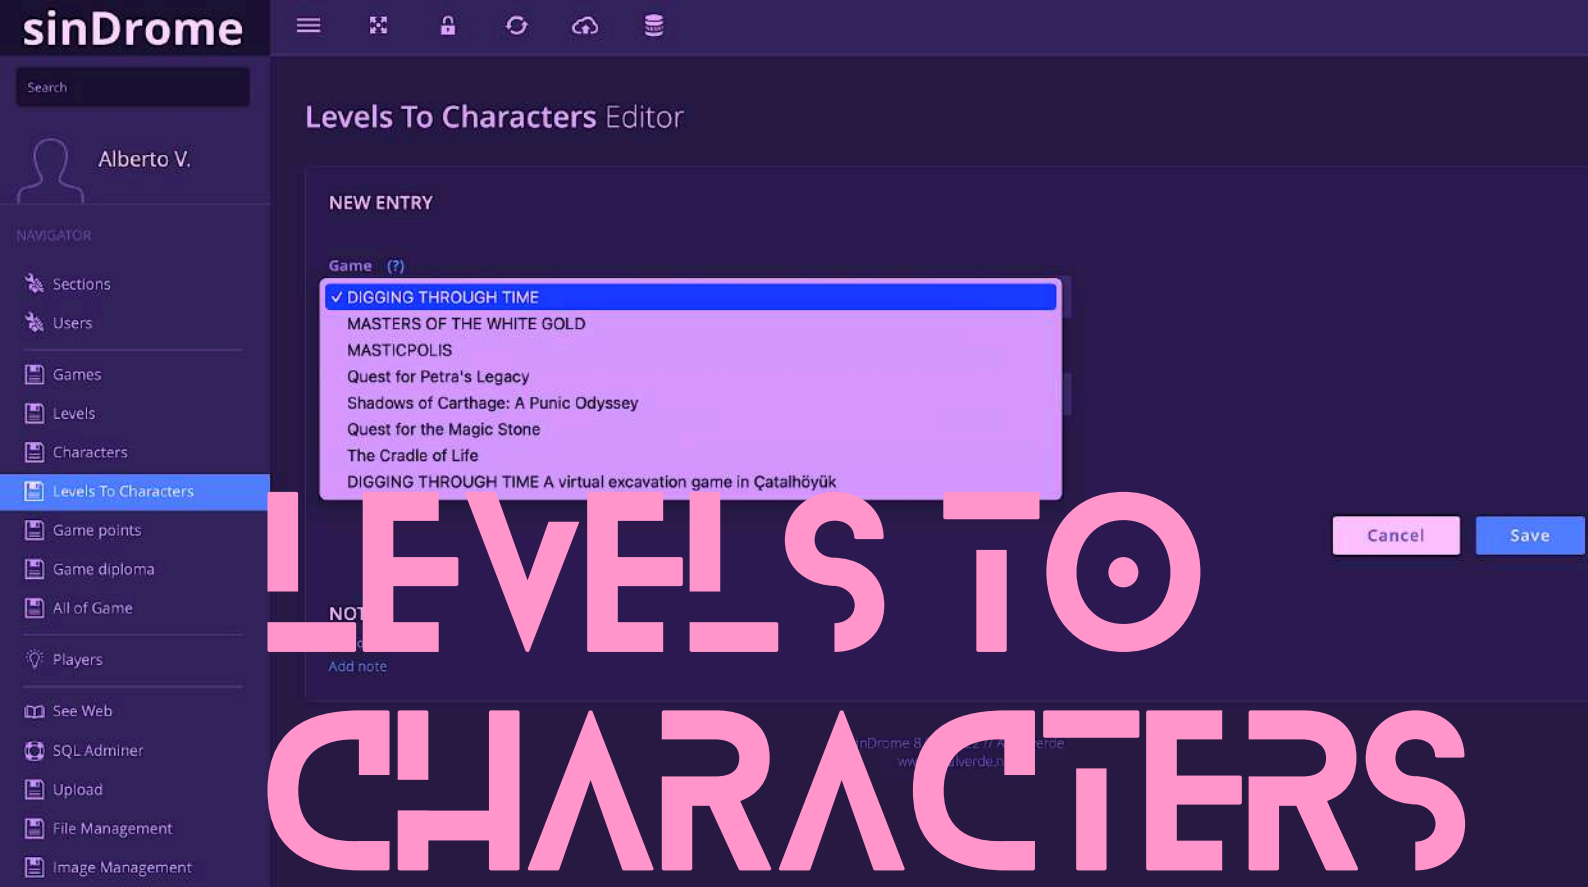 sinDrome
Search
Alberto V.
NAVIGATOR
Sections
Users
Games
Levels
Characters
Levels To Characters
Game points
Game diploma
All of Game
Players
See Web
SQL Adminer
Upload
File Management
Image Management
Levels To Characters Editor
NEW ENTRY
Game (?)
✓ DIGGING THROUGH TIME
MASTERS OF THE WHITE GOLD
MASTICPOLIS
Quest for Petra's Legacy
Shadows of Carthage: A Punic Odyssey
Quest for the Magic Stone
The Cradle of Life
DIGGING THROUGH TIME A virtual excavation game in Çatalhöyük
Cancel
Save
Add note
LEVELS TO
CHARACTERS